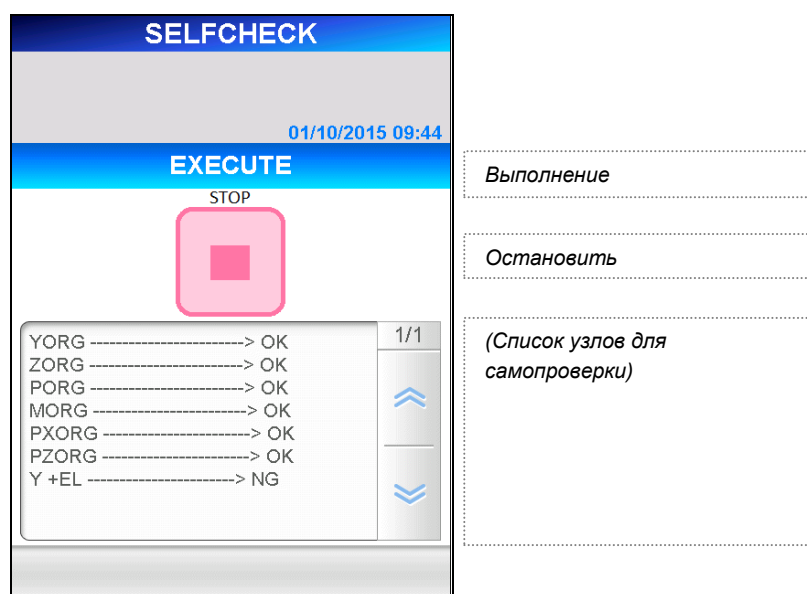 SELFCHECK
01/10/2015 09:44
EXECUTE
Выполнение
STOP
Остановить
1/1
(Список узлов для
самопроверки)
YORG ------------------------> OK
ZORG ------------------------> OK
PORG ------------------------> OK
MORG ------------------------> OK
PXORG -----------------------> OK
PZORG -----------------------> OK
Y +EL -----------------------> NG